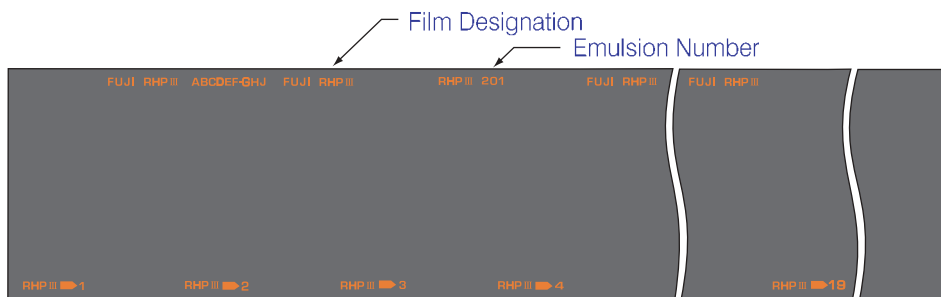 Film Designation
Emulsion Number
FUJI RHP III ABCDEF-GHJ FUJI RHP III RHP III 201 FUJI RHP III FUJI RHP III
RHP III 1 RHP III 2 RHP III 3 RHP III 4 RHP III 19